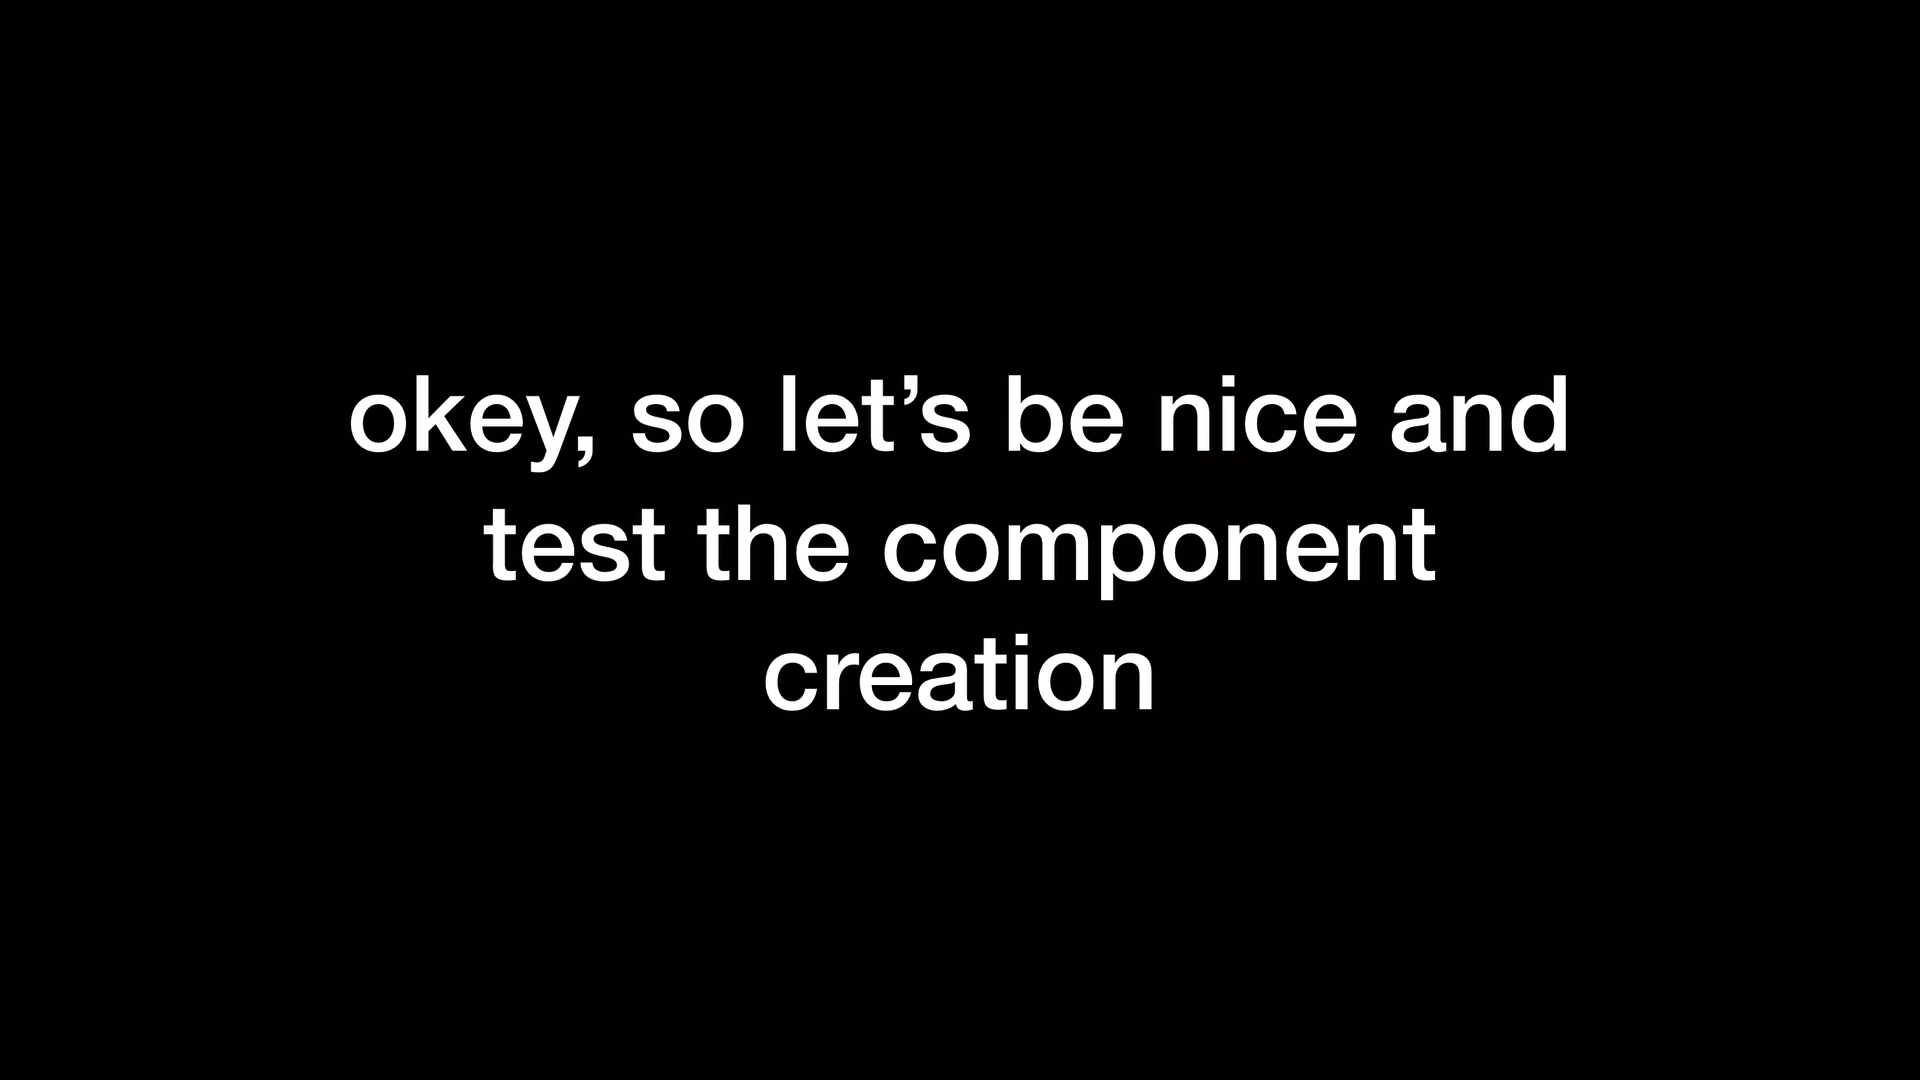 okey, so let’s be nice and
test the component
creation